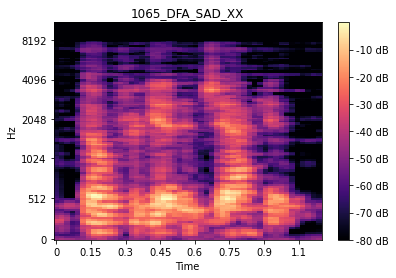 1065_DFA_SAD_XX
8192
4096
2048
1024
512
0
Hz
0 0.15 0.3 0.45 0.6 0.75 0.9 1.1
Time
-10 dB
-20 dB
-30 dB
-40 dB
-50 dB
-60 dB
-70 dB
-80 dB